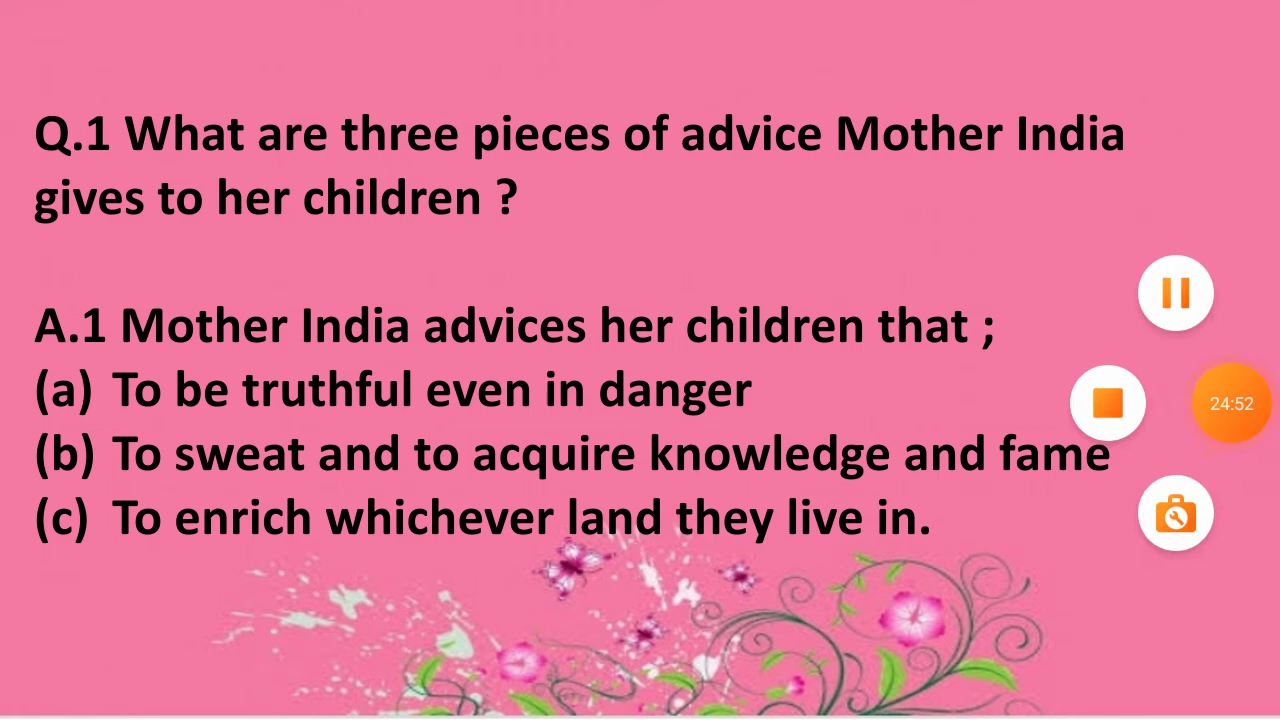 Q.1 What are three pieces of advice Mother India
gives to her children ?
A.1 Mother India advices her children that ;
(a) To be truthful even in danger
(b) To sweat and to acquire knowledge and fame
(c) To enrich whichever land they live in.
24:52